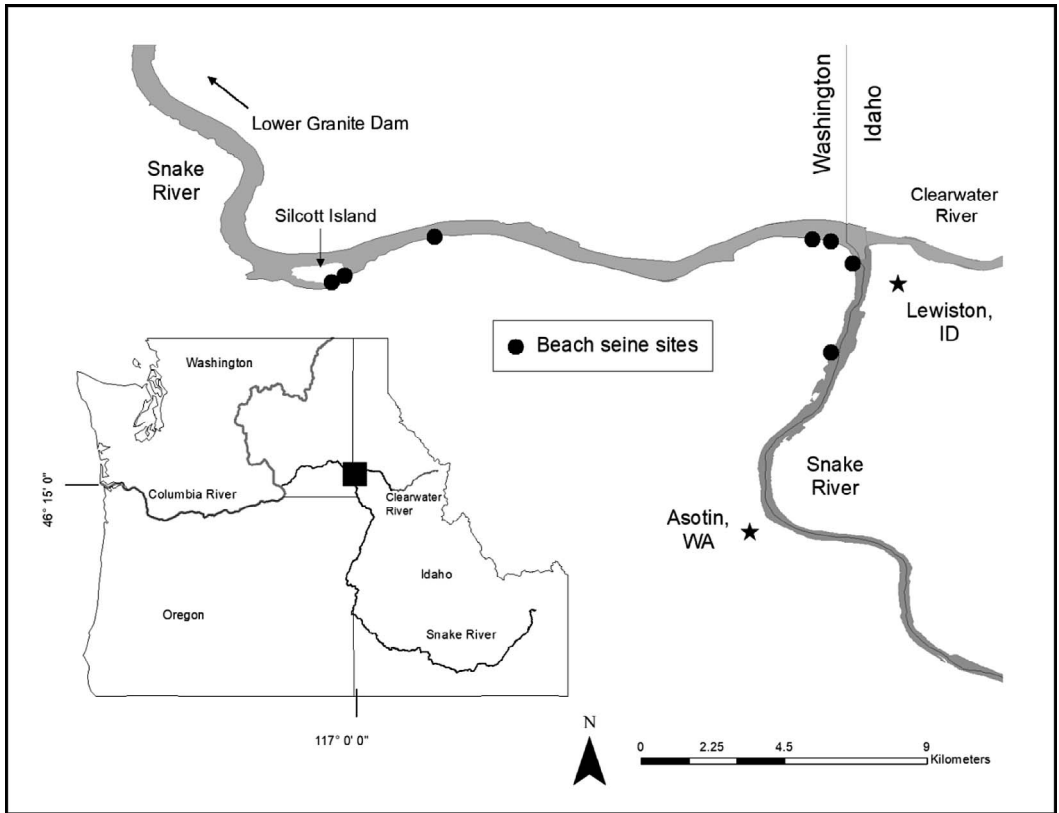 Lower Granite Dam
Snake
River
Silcott Island
Washington
Idaho
Clearwater
River
Lewiston,
ID
Beach seine sites
Snake
River
Asotin,
WA
Washington
Columbia River
Clearwater
River
Idaho
Oregon
Snake River
46° 15' 0"
117° 0' 0"
N
0 2.25 4.5 9
Kilometers